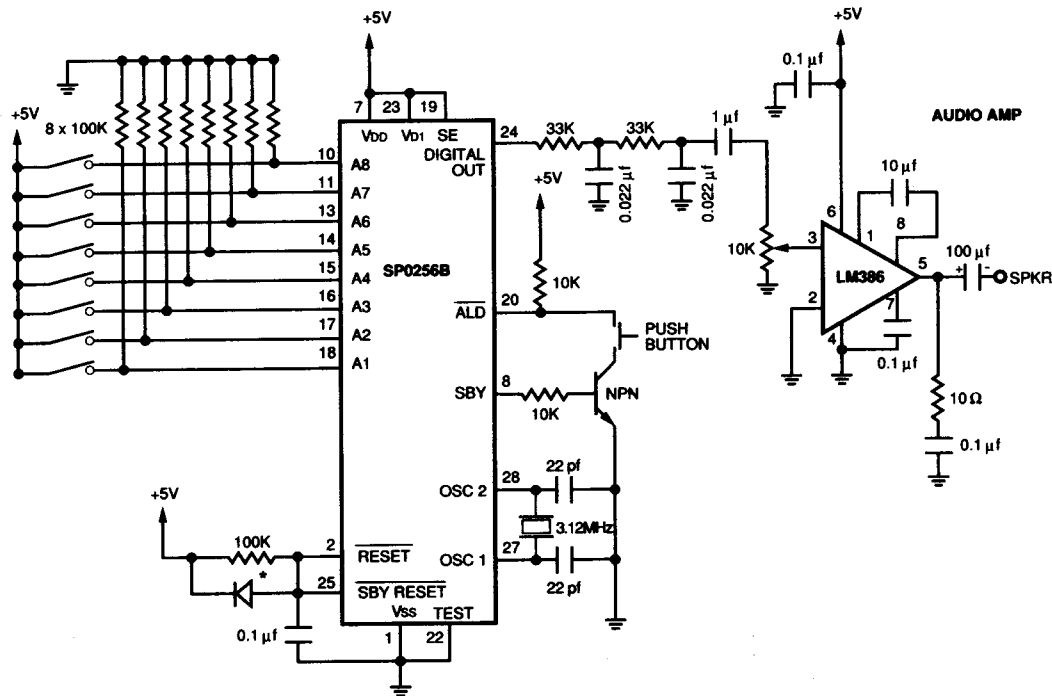 +5V
+5V
0.1 µf
AUDIO AMP
+5V
8 x 100K
7
23
19
VDD
VD1
SE
24
DIGITAL
OUT
33K
33K
1 µf
0.022 µf
0.022 µf
10 µf
10
A8
11
A7
13
A6
14
A5
15
A4
16
A3
17
A2
18
A1
SP0256B
+5V
10K
20
ALD
PUSH
BUTTON
8
SBY
10K
NPN
10K
6
3
1
8
LM386
5
2
7
4
0.1 µf
100 µf
+
-
SPKR
10 Ω
0.1 µf
28
OSC 2
22 pf
3.12MHz
27
OSC 1
22 pf
+5V
100K
2
RESET
*
25
SBY RESET
0.1 µf
VSS
TEST
1
22